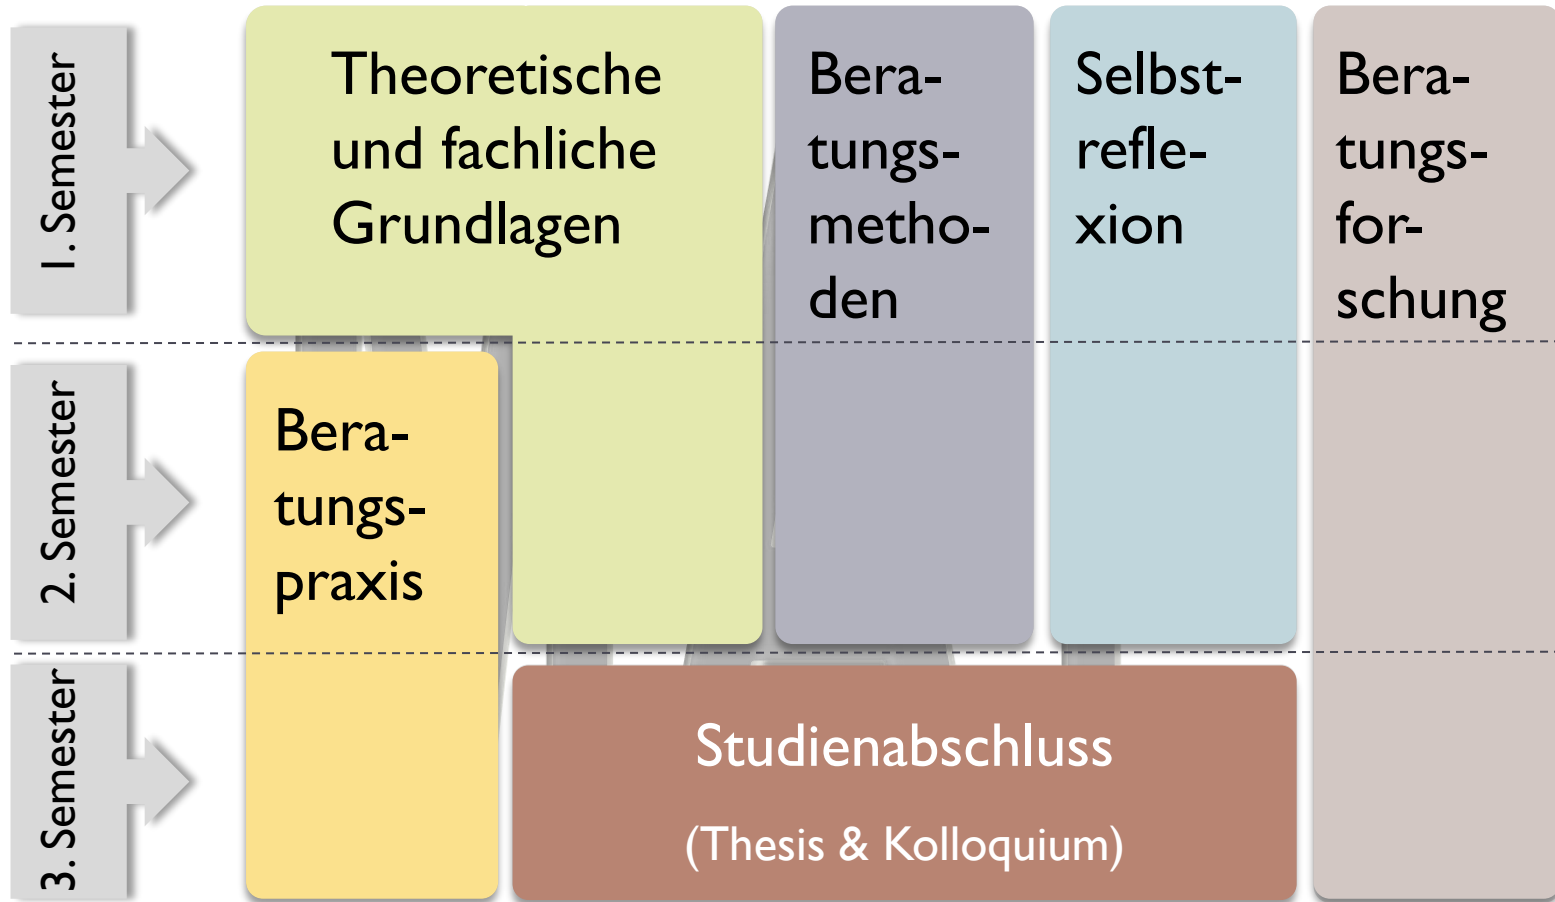 1. Semester
Theoretische
und fachliche
Grundlagen
Bera-
tungs-
metho-
den
Selbst-
refle-
xion
Bera-
tungs-
for-
schung
2. Semester
Bera-
tungs-
praxis
3. Semester
Studienabschluss
(Thesis & Kolloquium)